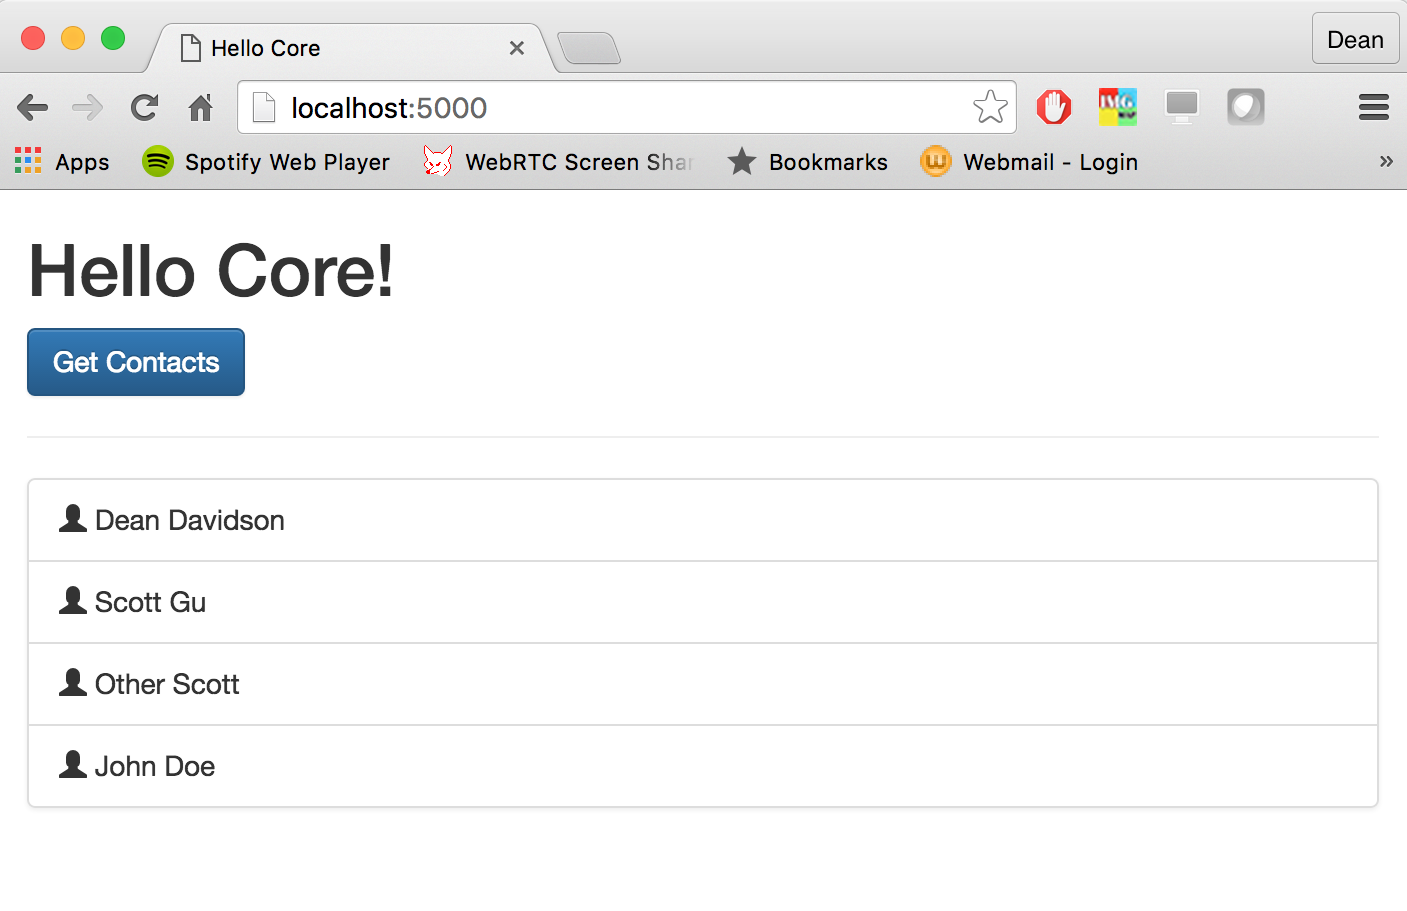 Hello Core
Dean
localhost:5000
Apps Spotify Web Player WebRTC Screen Shar Bookmarks Webmail - Login »
Hello Core!
Get Contacts
Dean Davidson
Scott Gu
Other Scott
John Doe